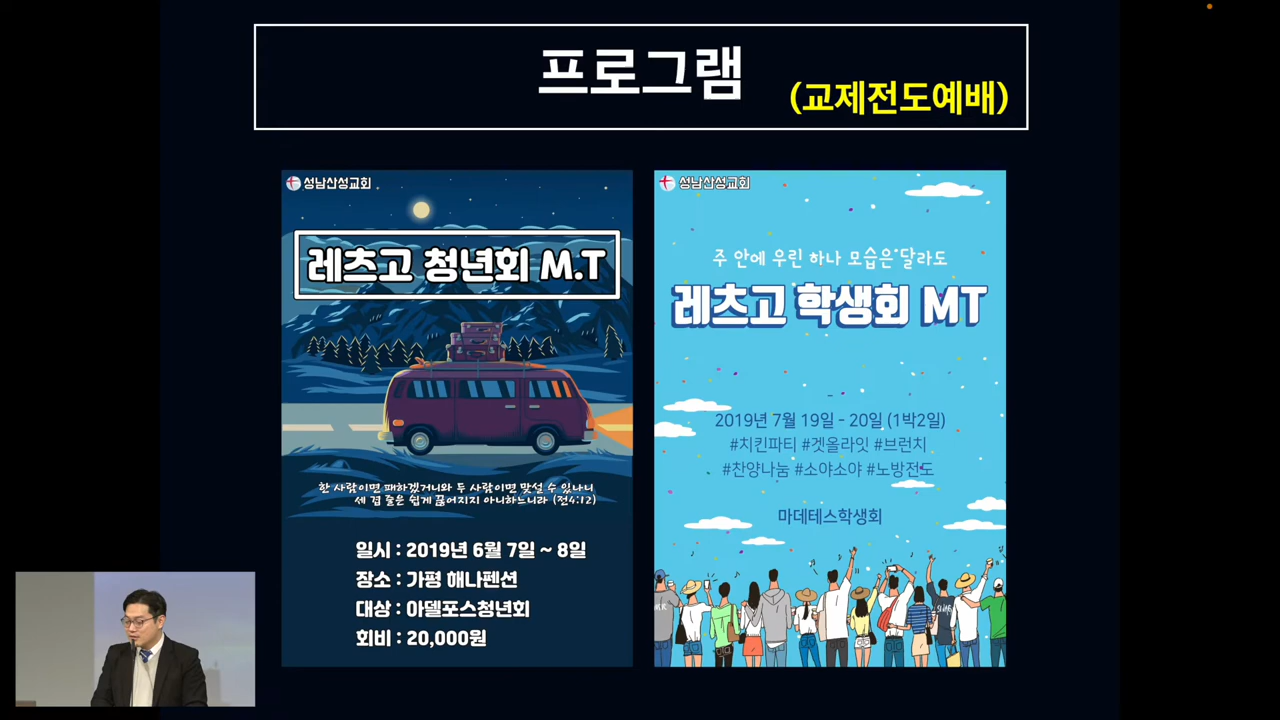 프로그램
(교제전도예배)
성남산성교회
레츠고 청년회 M.T
한 사람이면 패하겠거니와 두 사람이면 맞설 수 있나니
세 겹 줄은 쉽게 끊어지지 아니하느니라 (전4:12)
일시 : 2019년 6월 7일 ~ 8일
장소 : 가평 해나펜션
대상 : 아델포스청년회
회비 : 20,000원
성남산성교회
주 안에 우린 하나 모습은 달라도
레츠고 학생회 MT
2019년 7월 19일 - 20일 (1박2일)
#치킨파티 #겟올라잇 #브런치
#찬양나눔 #소야소야 #노방전도
마데테스학생회